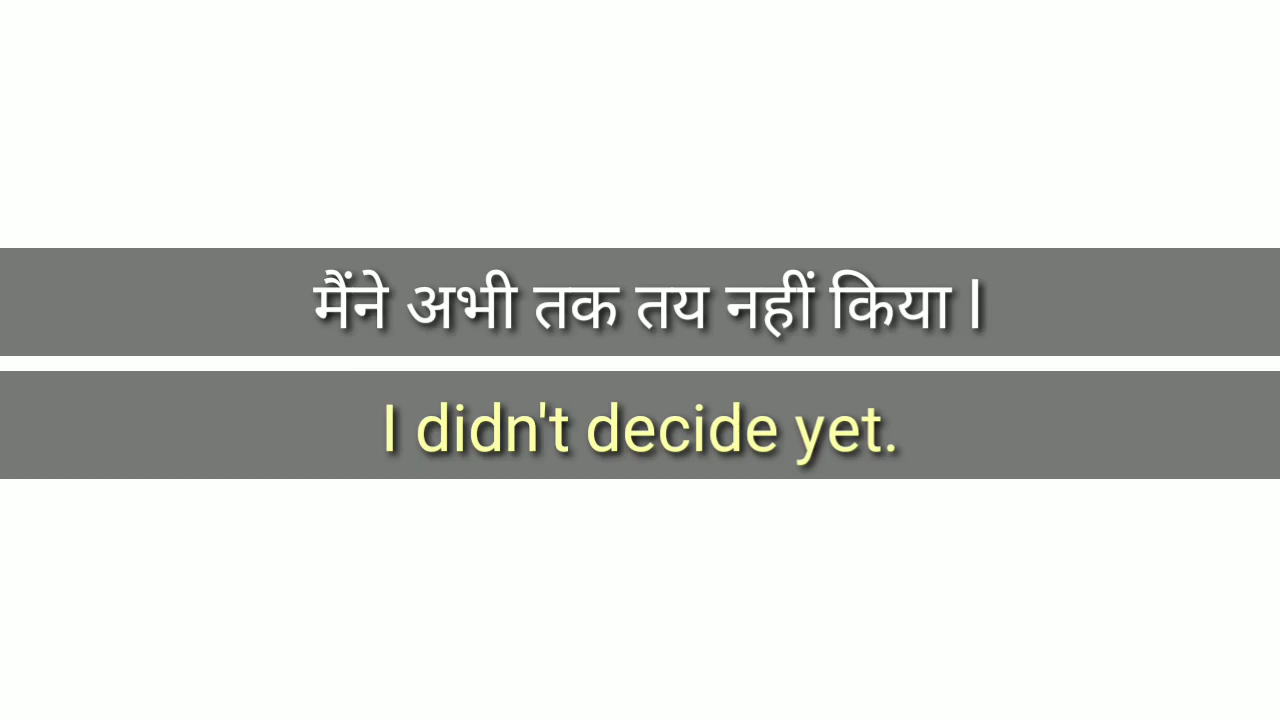 मैंने अभी तक तय नहीं किया l
I didn't decide yet.